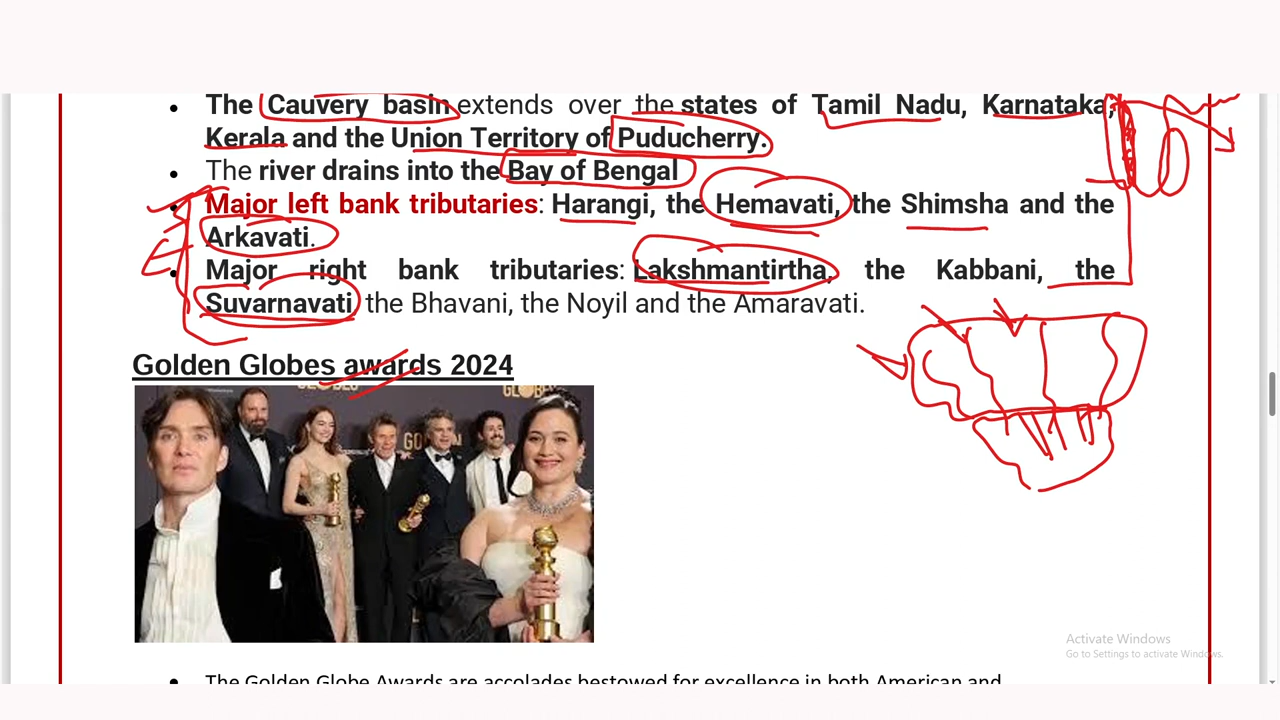 The Cauvery basin extends over the states of Tamil Nadu, Karnataka,
Kerala and the Union Territory of Puducherry.
The river drains into the Bay of Bengal
Major left bank tributaries: Harangi, the Hemavati, the Shimsha and the
Arkavati.
Major right bank tributaries: Lakshmantirtha, the Kabbani, the
Suvarnavati the Bhavani, the Noyil and the Amaravati.
Golden Globes awards 2024
GOLDEN
Activate Windows
Go to Settings to activate Windows.
The Golden Globe Awards are accolades bestowed for excellence in both American and